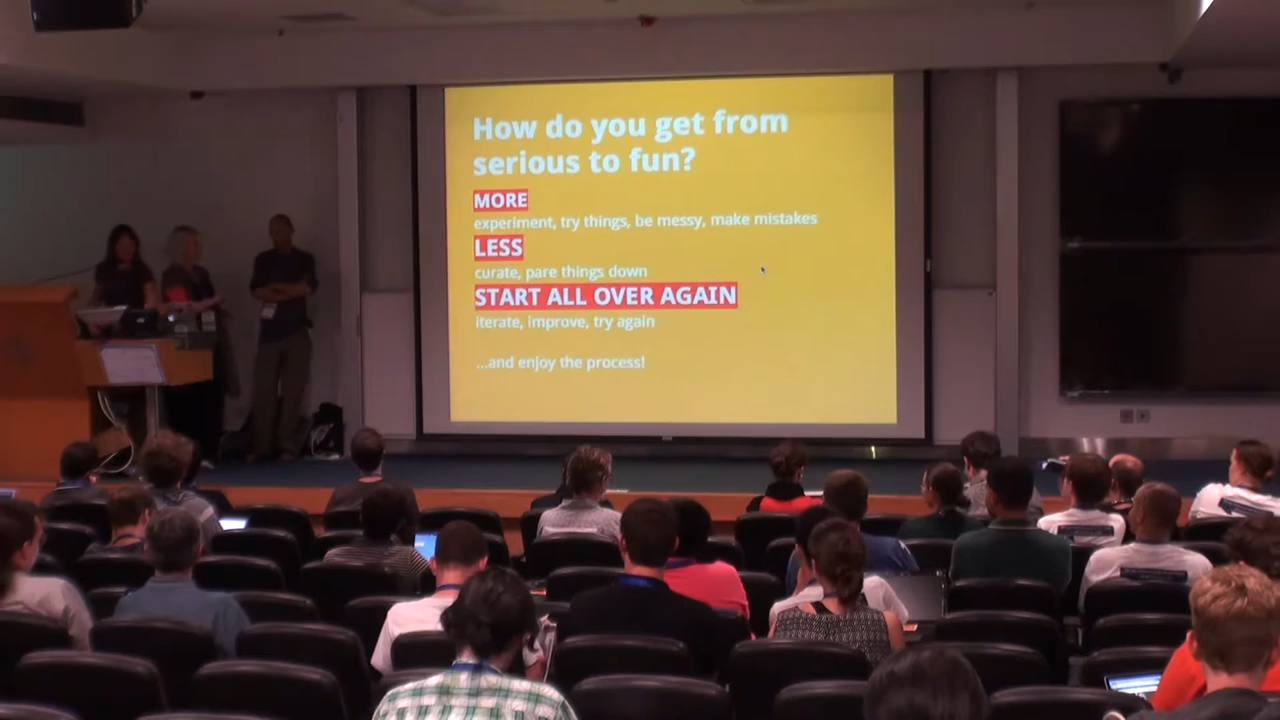 How do you get from
serious to fun?
MORE
experiment, try things, be messy, make mistakes
LESS
curate, pare things down
START ALL OVER AGAIN
iterate, improve, try again
...and enjoy the process!